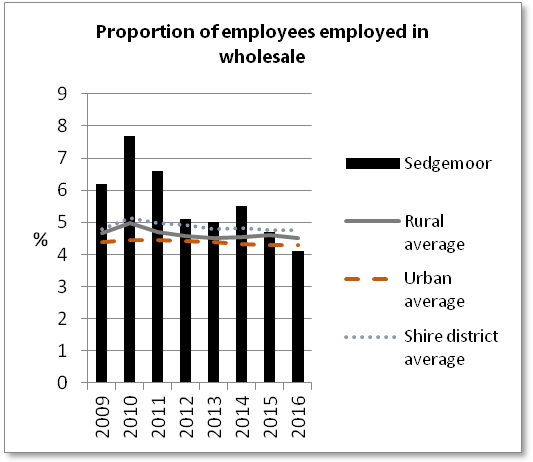 Proportion of employees employed in
wholesale
9
8
7
6
5
4
3
2
1
0
%
2009
2010
2011
2012
2013
2014
2015
2016
Sedgemoor
Rural
average
Urban
average
Shire district
average